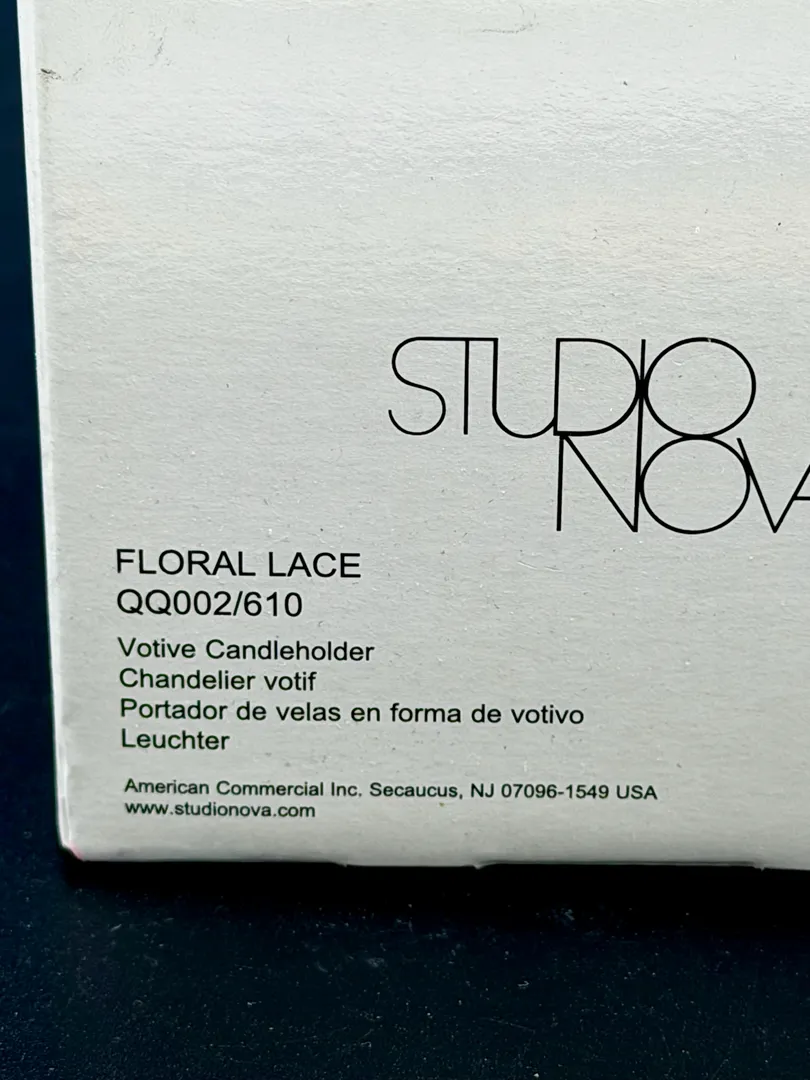 STUDIO
NOVA
FLORAL LACE
QQ002/610
Votive Candleholder
Chandelier votif
Portador de velas en forma de votivo
Leuchter
American Commercial Inc. Secaucus, NJ 07096-1549 USA
www.studionova.com